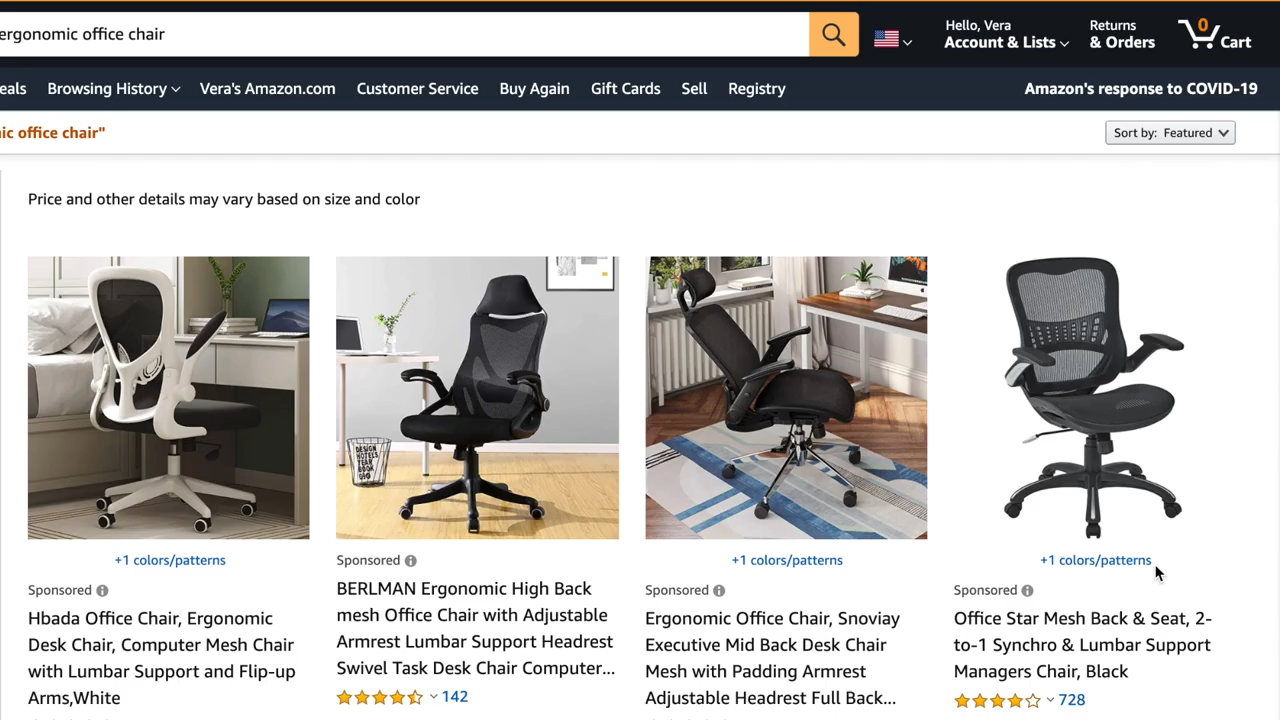 ergonomic office chair
Hello, Vera
Account & Lists
Returns
& Orders
0
Cart
eals
Browsing History
Vera's Amazon.com
Customer Service
Buy Again
Gift Cards
Sell
Registry
Amazon's response to COVID-19
ic office chair"
Sort by: Featured
Price and other details may vary based on size and color
DESIGN
HOTELS
YEAR
BOOK
+1 colors/patterns
Sponsored
Hbada Office Chair, Ergonomic
Desk Chair, Computer Mesh Chair
with Lumbar Support and Flip-up
Arms,White
Sponsored
BERLMAN Ergonomic High Back
mesh Office Chair with Adjustable
Armrest Lumbar Support Headrest
Swivel Task Desk Chair Computer...
142
+1 colors/patterns
Sponsored
Ergonomic Office Chair, Snoviay
Executive Mid Back Desk Chair
Mesh with Padding Armrest
Adjustable Headrest Full Back...
+1 colors/patterns
Sponsored
Office Star Mesh Back & Seat, 2-
to-1 Synchro & Lumbar Support
Managers Chair, Black
728